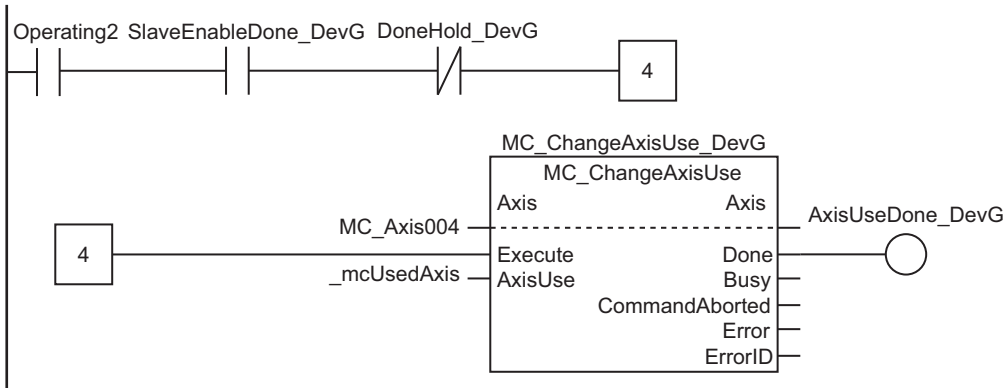 Operating2 SlaveEnableDone_DevG DoneHold_DevG
4
MC_ChangeAxisUse_DevG
MC_ChangeAxisUse
Axis Axis
MC_Axis004
AxisUseDone_DevG
4
Execute Done
_mcUsedAxis AxisUse Busy
CommandAborted
Error
ErrorID